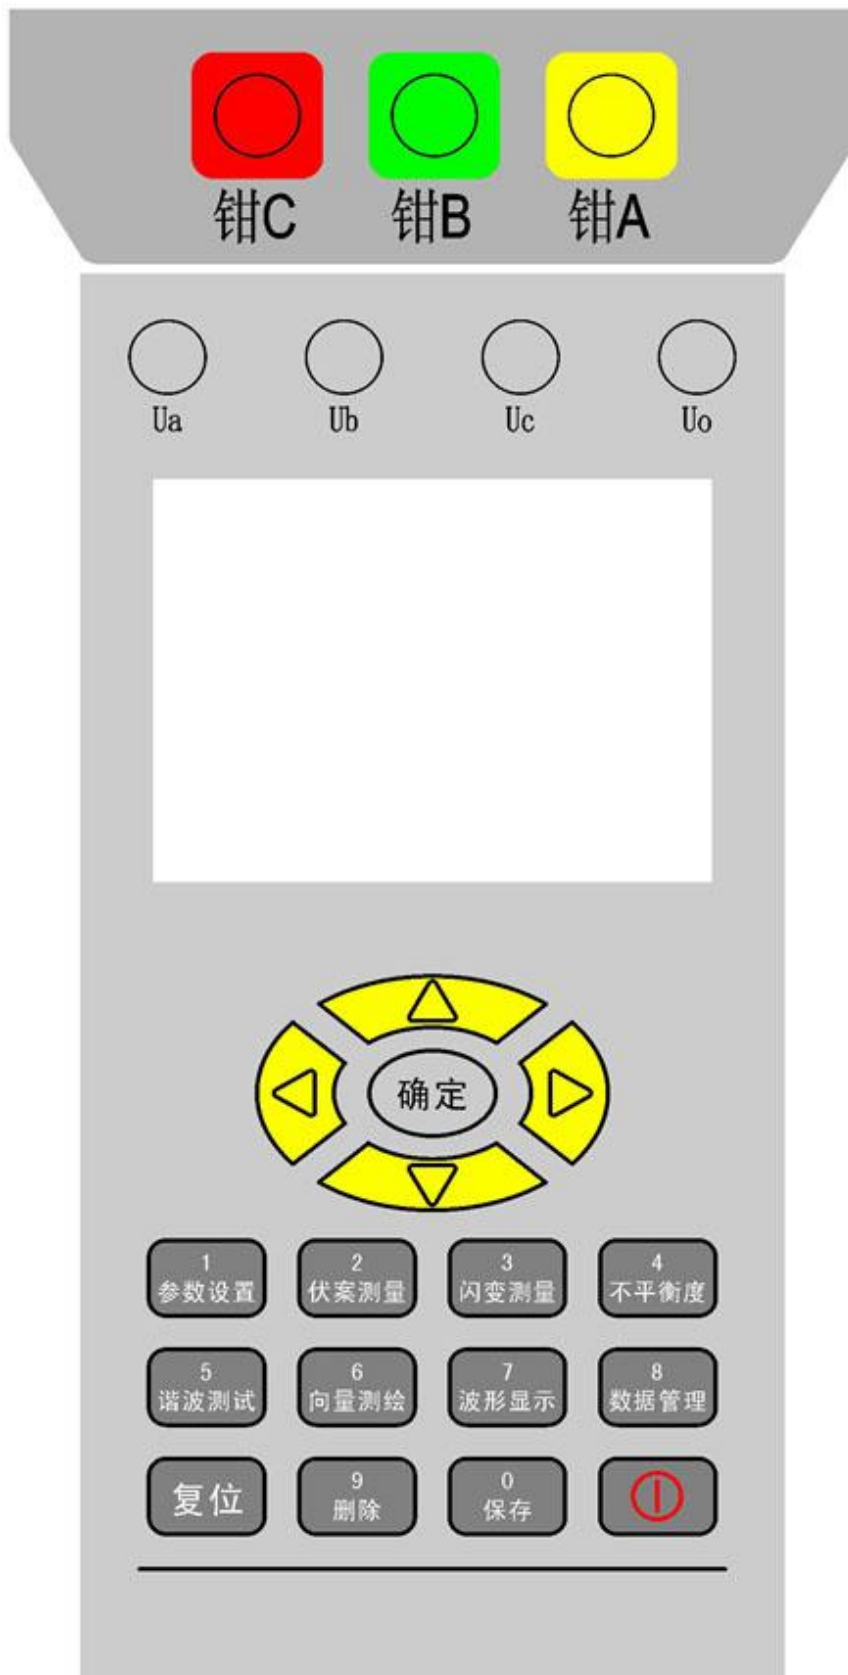 钳C 钳B 钳A
Ua Ub Uc Uo
确定
1 2 3 4
参数设置 伏案测量 闪变测量 不平衡度
5 6 7 8
谐波测试 向量测绘 波形显示 数据管理
复位
9 0
删除 保存